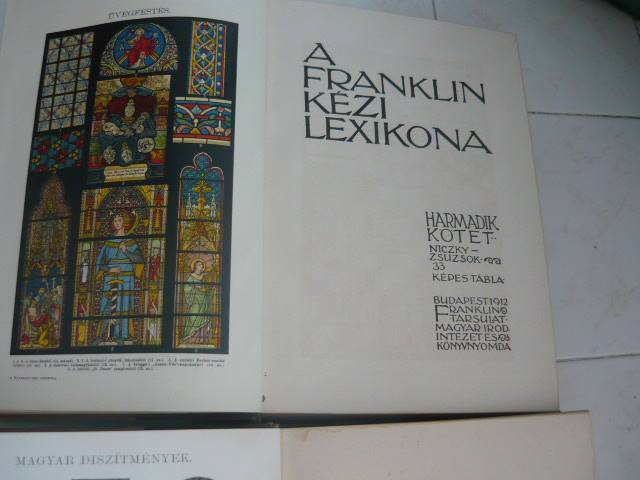 ÜVEGFESTÉS.
A
FRANKLIN
KÉZI
LEXIKONA
HARMADIK
KÖTET
NICZKY–
ZSUZSOK
33
KÉPES TÁBLA
BUDAPEST 1912
FRANKLIN
TÁRSULAT
MAGYAR IROD.
INTÉZET ÉS
KÖNYVNYOMDA
MAGYAR DISZÍTMÉNYEK.